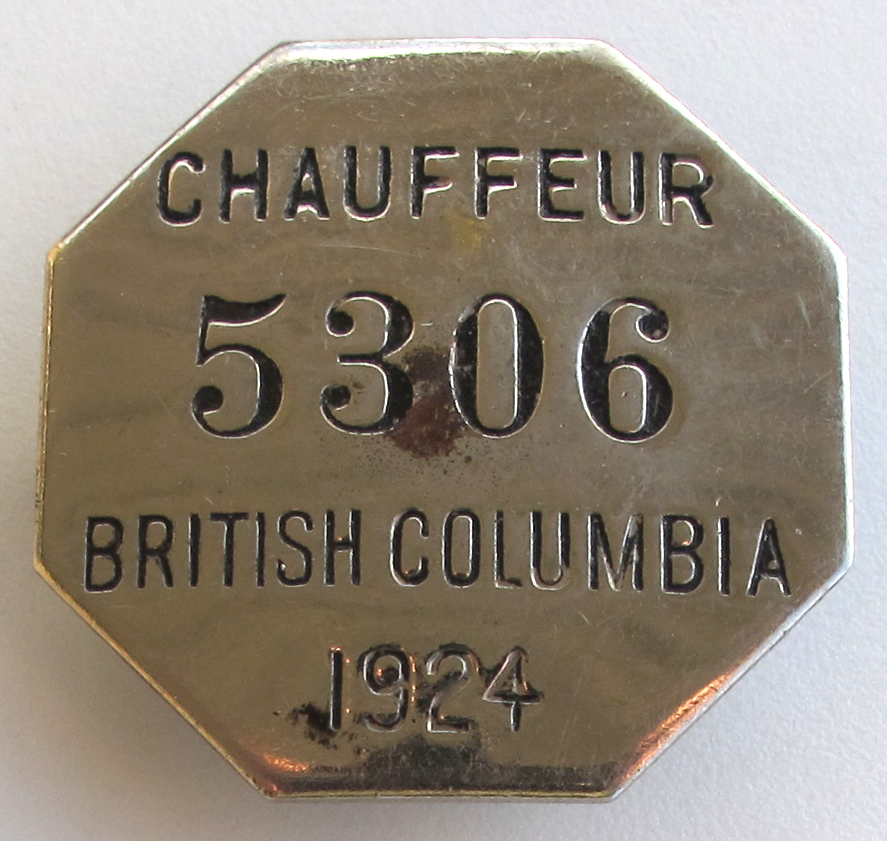 CHAUFFEUR
5306
BRITISH COLUMBIA
1924